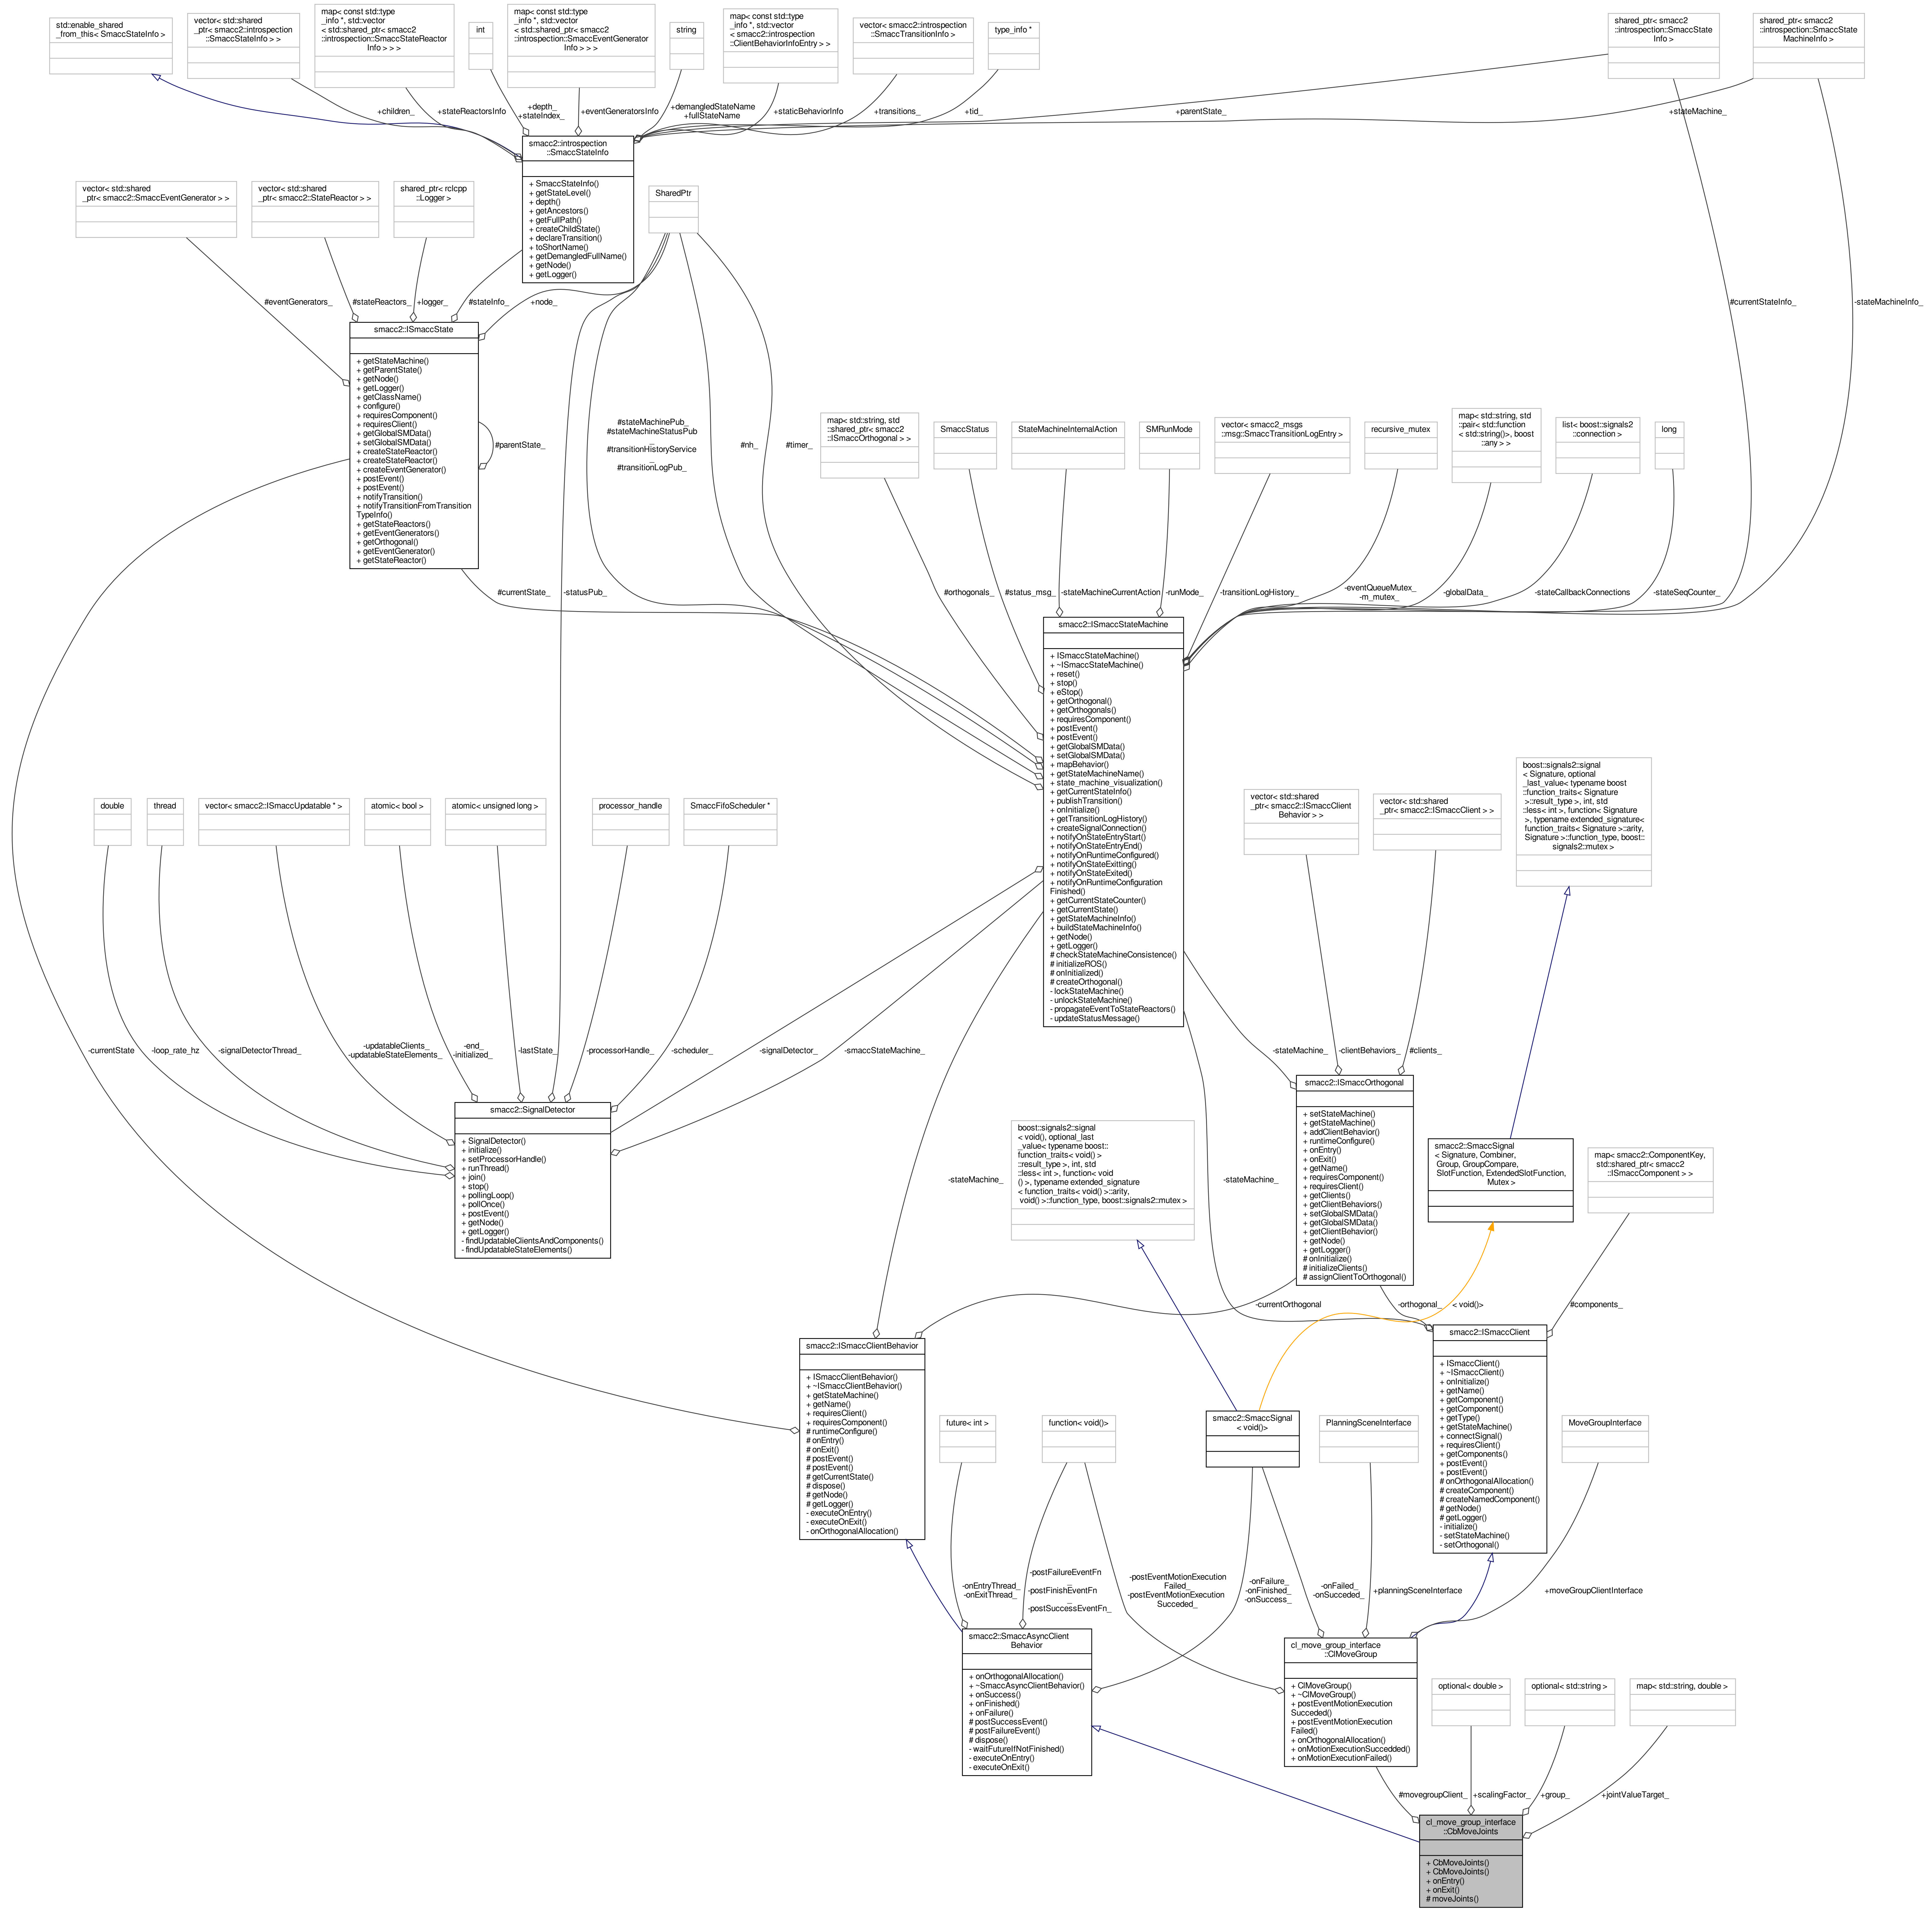 std::enable_shared
_from_this< SmaccStateInfo >
vector< std::shared
_ptr< smacc2::introspection
::SmaccStateInfo > >
map< const std::type
_info *, std::vector
< std::shared_ptr< smacc2
::introspection::SmaccStateReactor
Info > > >
int
map< const std::type
_info *, std::vector
< std::shared_ptr< smacc2
::introspection::SmaccEventGenerator
Info > > >
string
map< const std::type
_info *, std::vector
< smacc2::introspection
::ClientBehaviorInfoEntry > >
vector< smacc2::introspection
::SmaccTransitionInfo >
type_info *
shared_ptr< smacc2
::introspection::SmaccState
Info >
shared_ptr< smacc2
::introspection::SmaccState
MachineInfo >
+children_
+stateReactorsInfo
+depth_
+stateIndex_
+eventGeneratorsInfo
+demangledStateName
+fullStateName
+staticBehaviorInfo
+transitions_
+tid_
+parentState_
+stateMachine_
smacc2::introspection
::SmaccStateInfo
+ SmaccStateInfo()
+ getStateLevel()
+ depth()
+ getAncestors()
+ getFullPath()
+ createChildState()
+ declareTransition()
+ toShortName()
+ getDemangledFullName()
+ getNode()
+ getLogger()
vector< std::shared
_ptr< smacc2::SmaccEventGenerator > >
vector< std::shared
_ptr< smacc2::StateReactor > >
shared_ptr< rclcpp
::Logger >
SharedPtr
#eventGenerators_
#stateReactors_
+logger_
#stateInfo_
+node_
#currentStateInfo_
-stateMachineInfo_
smacc2::ISmaccState
+ getStateMachine()
+ getParentState()
+ getNode()
+ getLogger()
+ getClassName()
+ configure()
+ requiresComponent()
+ requiresClient()
+ getGlobalSMData()
+ setGlobalSMData()
+ createStateReactor()
+ createStateReactor()
+ createEventGenerator()
+ postEvent()
+ postEvent()
+ notifyTransition()
+ notifyTransitionFromTransition
TypeInfo()
+ getStateReactors()
+ getEventGenerators()
+ getOrthogonal()
+ getEventGenerator()
+ getStateReactor()
#parentState_
#stateMachinePub_
#stateMachineStatusPub
_
#transitionHistoryService
_
#transitionLogPub_
#nh_
#timer_
map< std::string, std
::shared_ptr< smacc2
::ISmaccOrthogonal > >
SmaccStatus
StateMachineInternalAction
SMRunMode
vector< smacc2_msgs
::msg::SmaccTransitionLogEntry >
recursive_mutex
map< std::string, std
::pair< std::function
< std::string()>, boost
::any > >
list< boost::signals2
::connection >
long
#currentState_
-statusPub_
#orthogonals_
#status_msg_
-stateMachineCurrentAction
-runMode_
-transitionLogHistory_
-eventQueueMutex_
-m_mutex_
-globalData_
-stateCallbackConnections
-stateSeqCounter_
smacc2::ISmaccStateMachine
+ ISmaccStateMachine()
+ ~ISmaccStateMachine()
+ reset()
+ stop()
+ eStop()
+ getOrthogonal()
+ getOrthogonals()
+ requiresComponent()
+ postEvent()
+ postEvent()
+ getGlobalSMData()
+ setGlobalSMData()
+ mapBehavior()
+ getStateMachineName()
+ state_machine_visualization()
+ getCurrentStateInfo()
+ publishTransition()
+ onInitialize()
+ getTransitionLogHistory()
+ createSignalConnection()
+ notifyOnStateEntryStart()
+ notifyOnStateEntryEnd()
+ notifyOnRuntimeConfigured()
+ notifyOnStateExitting()
+ notifyOnStateExited()
+ notifyOnRuntimeConfiguration
Finished()
+ getCurrentStateCounter()
+ getCurrentState()
+ getStateMachineInfo()
+ buildStateMachineInfo()
+ getNode()
+ getLogger()
# checkStateMachineConsistence()
# initializeROS()
# onInitialized()
# createOrthogonal()
- lockStateMachine()
- unlockStateMachine()
- propagateEventToStateReactors()
- updateStatusMessage()
double
thread
vector< smacc2::ISmaccUpdatable * >
atomic< bool >
atomic< unsigned long >
processor_handle
SmaccFifoScheduler *
vector< std::shared
_ptr< smacc2::ISmaccClient
Behavior > >
vector< std::shared
_ptr< smacc2::ISmaccClient > >
boost::signals2::signal
< Signature, optional
_last_value< typename boost
::function_traits< Signature
>::result_type >, int, std
::less< int >, function< Signature
>, typename extended_signature<
function_traits< Signature >::arity,
Signature >::function_type, boost::
signals2::mutex >
-currentState
-loop_rate_hz
-signalDetectorThread_
-updatableClients_
-updatableStateElements_
-end_
-initialized_
-lastState_
-processorHandle_
-scheduler_
-signalDetector_
-smaccStateMachine_
-stateMachine_
-clientBehaviors_
#clients_
smacc2::SignalDetector
+ SignalDetector()
+ initialize()
+ setProcessorHandle()
+ runThread()
+ join()
+ stop()
+ pollingLoop()
+ pollOnce()
+ postEvent()
+ getNode()
+ getLogger()
- findUpdatableClientsAndComponents()
- findUpdatableStateElements()
smacc2::ISmaccOrthogonal
+ setStateMachine()
+ getStateMachine()
+ addClientBehavior()
+ runtimeConfigure()
+ onEntry()
+ onExit()
+ getName()
+ requiresComponent()
+ requiresClient()
+ getClients()
+ getClientBehaviors()
+ setGlobalSMData()
+ getGlobalSMData()
+ getClientBehavior()
+ getNode()
+ getLogger()
# onInitialize()
# initializeClients()
# assignClientToOrthogonal()
boost::signals2::signal
< void(), optional_last
_value< typename boost::
function_traits< void() >
::result_type >, int, std
::less< int >, function< void
() >, typename extended_signature
< function_traits< void() >::arity,
void() >::function_type, boost::signals2::mutex >
smacc2::SmaccSignal
< Signature, Combiner,
Group, GroupCompare,
SlotFunction, ExtendedSlotFunction,
Mutex >
map< smacc2::ComponentKey,
std::shared_ptr< smacc2
::ISmaccComponent > >
-stateMachine_
-stateMachine_
-currentOrthogonal
-orthogonal_
< void()>
#components_
smacc2::ISmaccClientBehavior
+ ISmaccClientBehavior()
+ ~ISmaccClientBehavior()
+ getStateMachine()
+ getName()
+ requiresClient()
+ requiresComponent()
# runtimeConfigure()
# onEntry()
# onExit()
# postEvent()
# postEvent()
# getCurrentState()
# dispose()
# getNode()
# getLogger()
- executeOnEntry()
- executeOnExit()
- onOrthogonalAllocation()
smacc2::ISmaccClient
+ ISmaccClient()
+ ~ISmaccClient()
+ onInitialize()
+ getName()
+ getComponent()
+ getComponent()
+ getType()
+ getStateMachine()
+ connectSignal()
+ requiresClient()
+ getComponents()
+ postEvent()
+ postEvent()
# onOrthogonalAllocation()
# createComponent()
# createNamedComponent()
# getNode()
# getLogger()
- initialize()
- setStateMachine()
- setOrthogonal()
future< int >
function< void()>
smacc2::SmaccSignal
< void()>
PlanningSceneInterface
MoveGroupInterface
-onEntryThread_
-onExitThread_
-postFailureEventFn
_
-postFinishEventFn
_
-postSuccessEventFn_
-postEventMotionExecution
Failed_
-postEventMotionExecution
Succeded_
-onFailure_
-onFinished_
-onSuccess_
-onFailed_
-onSucceded_
+planningSceneInterface
+moveGroupClientInterface
smacc2::SmaccAsyncClient
Behavior
+ onOrthogonalAllocation()
+ ~SmaccAsyncClientBehavior()
+ onSuccess()
+ onFinished()
+ onFailure()
# postSuccessEvent()
# postFailureEvent()
# dispose()
- waitFutureIfNotFinished()
- executeOnEntry()
- executeOnExit()
cl_move_group_interface
::ClMoveGroup
+ ClMoveGroup()
+ ~ClMoveGroup()
+ postEventMotionExecution
Succeded()
+ postEventMotionExecution
Failed()
+ onOrthogonalAllocation()
+ onMotionExecutionSuccedded()
+ onMotionExecutionFailed()
optional< double >
optional< std::string >
map< std::string, double >
#movegroupClient_
+scalingFactor_
+group_
+jointValueTarget_
cl_move_group_interface
::CbMoveJoints
+ CbMoveJoints()
+ CbMoveJoints()
+ onEntry()
+ onExit()
# moveJoints()